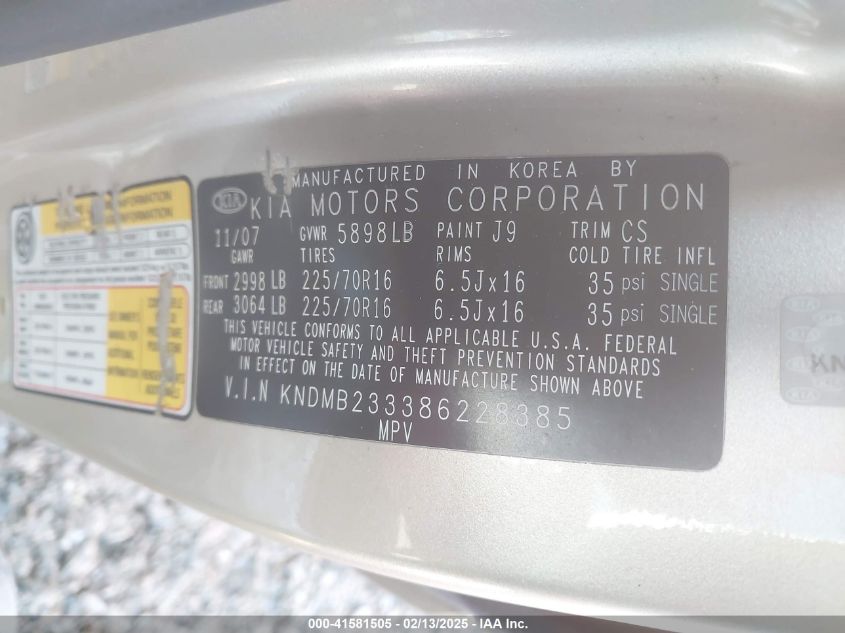 MANUFACTURED IN KOREA BY
KIA KIA MOTORS CORPORATION
11/07 GVWR 5898LB PAINT J9 TRIM CS
GAWR TIRES RIMS COLD TIRE INFL
FRONT 2998 LB 225/70R16 6.5Jx16 35 psi SINGLE
REAR 3064 LB 225/70R16 6.5Jx16 35 psi SINGLE
THIS VEHICLE CONFORMS TO ALL APPLICABLE U.S.A. FEDERAL
MOTOR VEHICLE SAFETY AND THEFT PREVENTION STANDARDS
IN EFFECT ON THE DATE OF MANUFACTURE SHOWN ABOVE
V.I.N KNDMB233386228385
MPV
KN
000-41581505 - 02/13/2025 - IAA Inc.